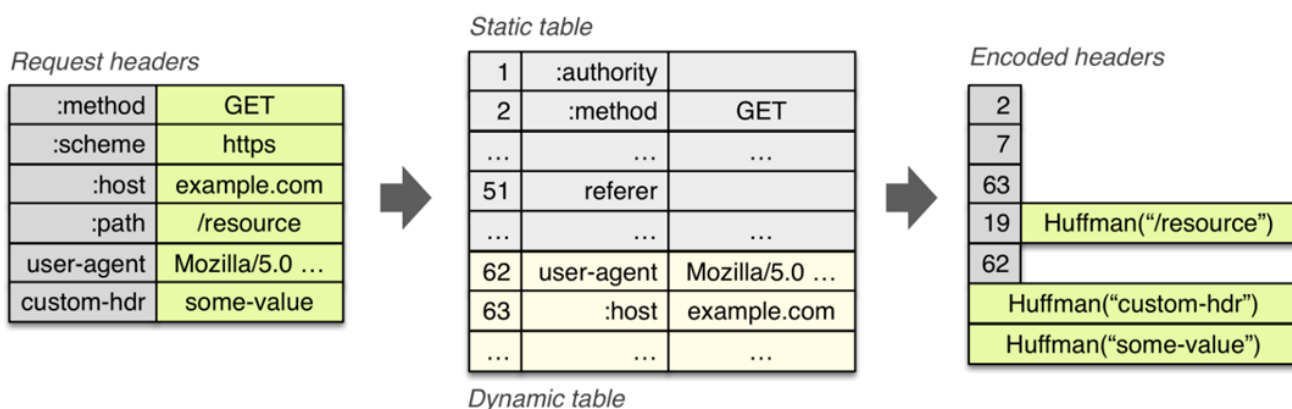 Request headers
:method GET
:scheme https
:host example.com
:path /resource
user-agent Mozilla/5.0 …
custom-hdr some-value
Static table
1 :authority
2 :method GET
… … …
51 referer
… … …
62 user-agent Mozilla/5.0 …
63 :host example.com
… … …
Dynamic table
Encoded headers
2
7
63
19 Huffman(“/resource”)
62
Huffman(“custom-hdr”)
Huffman(“some-value”)